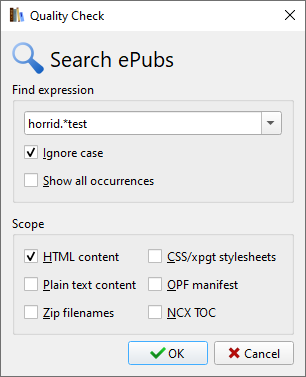 Quality Check
Search ePubs
Find expression
horrid.*test
Ignore case
Show all occurrences
Scope
HTML content
CSS/xpgt stylesheets
Plain text content
OPF manifest
Zip filenames
NCX TOC
OK
Cancel